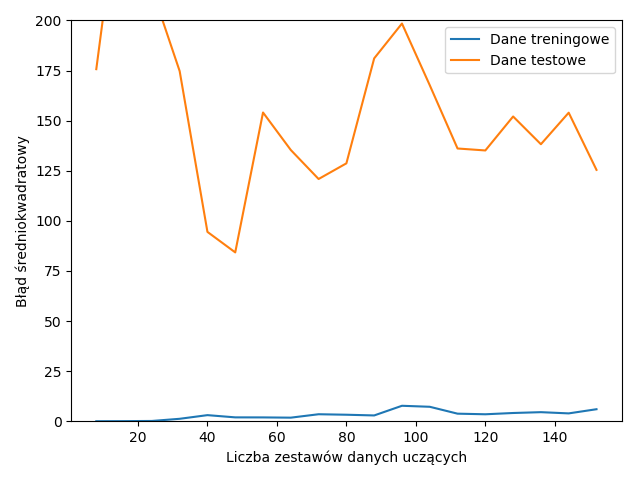 200
175
150
125
100
75
50
25
0
Błąd średniokwadratowy
Dane treningowe
Dane testowe
20 40 60 80 100 120 140
Liczba zestawów danych uczących